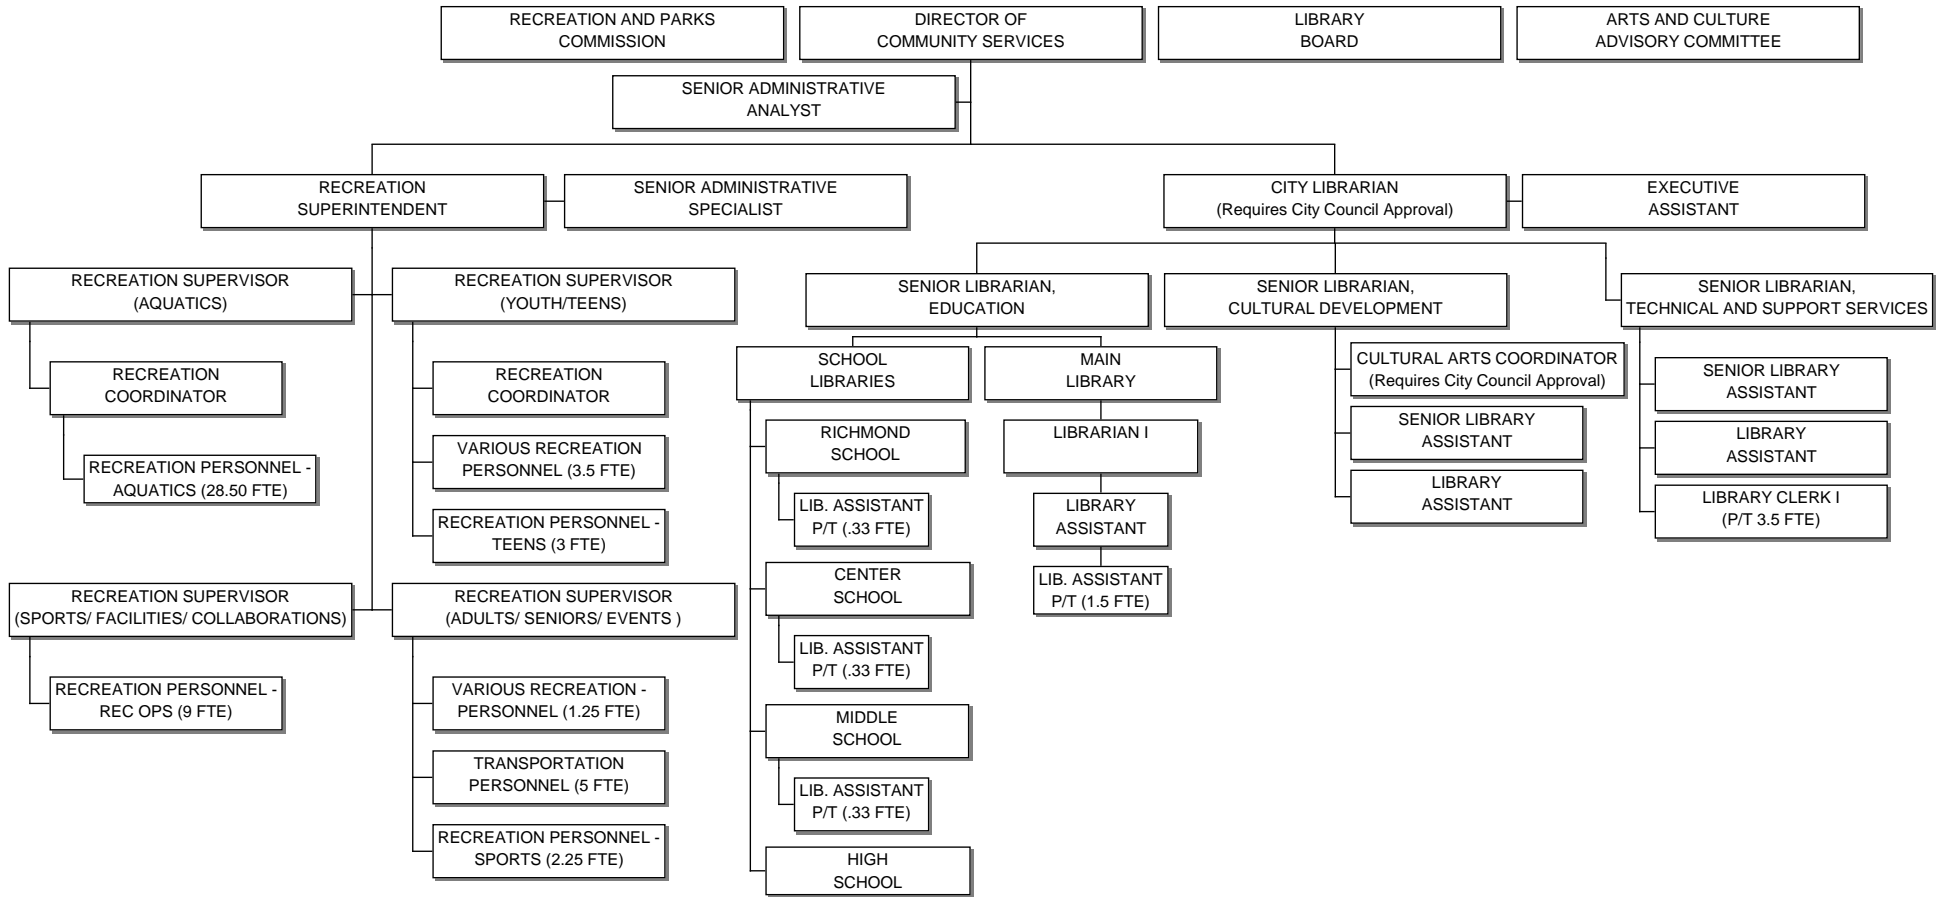 RECREATION AND PARKS
COMMISSION
DIRECTOR OF
COMMUNITY SERVICES
LIBRARY
BOARD
ARTS AND CULTURE
ADVISORY COMMITTEE
SENIOR ADMINISTRATIVE
ANALYST
RECREATION
SUPERINTENDENT
SENIOR ADMINISTRATIVE
SPECIALIST
CITY LIBRARIAN
(Requires City Council Approval)
EXECUTIVE
ASSISTANT
RECREATION SUPERVISOR
(AQUATICS)
RECREATION
COORDINATOR
RECREATION PERSONNEL -
AQUATICS (28.50 FTE)
RECREATION SUPERVISOR
(YOUTH/TEENS)
RECREATION
COORDINATOR
VARIOUS RECREATION
PERSONNEL (3.5 FTE)
RECREATION PERSONNEL -
TEENS (3 FTE)
RECREATION SUPERVISOR
(SPORTS/ FACILITIES/ COLLABORATIONS)
RECREATION PERSONNEL -
REC OPS (9 FTE)
RECREATION SUPERVISOR
(ADULTS/ SENIORS/ EVENTS )
VARIOUS RECREATION -
PERSONNEL (1.25 FTE)
TRANSPORTATION
PERSONNEL (5 FTE)
RECREATION PERSONNEL -
SPORTS (2.25 FTE)
SENIOR LIBRARIAN,
EDUCATION
SCHOOL
LIBRARIES
RICHMOND
SCHOOL
LIB. ASSISTANT
P/T (.33 FTE)
CENTER
SCHOOL
LIB. ASSISTANT
P/T (.33 FTE)
MIDDLE
SCHOOL
LIB. ASSISTANT
P/T (.33 FTE)
HIGH
SCHOOL
MAIN
LIBRARY
LIBRARIAN I
LIBRARY
ASSISTANT
LIB. ASSISTANT
P/T (1.5 FTE)
SENIOR LIBRARIAN,
CULTURAL DEVELOPMENT
CULTURAL ARTS COORDINATOR
(Requires City Council Approval)
SENIOR LIBRARY
ASSISTANT
LIBRARY
ASSISTANT
SENIOR LIBRARIAN,
TECHNICAL AND SUPPORT SERVICES
SENIOR LIBRARY
ASSISTANT
LIBRARY
ASSISTANT
LIBRARY CLERK I
(P/T 3.5 FTE)